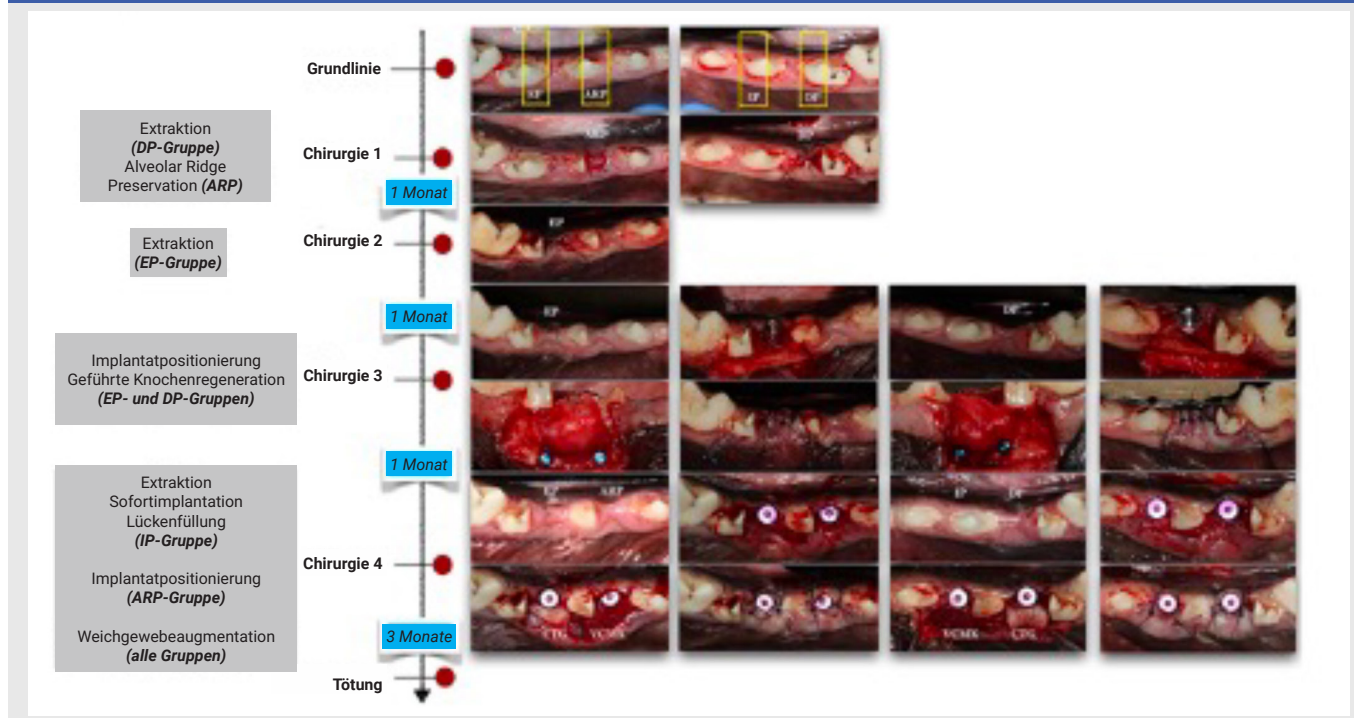 Grundlinie
EP
ARP
IP
DP
Extraktion
(DP-Gruppe)
Alveolar Ridge
Preservation (ARP)
Chirurgie 1
1 Monat
Extraktion
(EP-Gruppe)
Chirurgie 2
EP
1 Monat
Implantatpositionierung
Geführte Knochenregeneration
(EP- und DP-Gruppen)
Chirurgie 3
EP
DP
1 Monat
Extraktion
Sofortimplantation
Lückenfüllung
(IP-Gruppe)
Implantatpositionierung
(ARP-Gruppe)
Weichgewebeaugmentation
(alle Gruppen)
Chirurgie 4
EP
ARP
IP
DP
CTG
VCMX
VCMX
CTG
3 Monate
Tötung